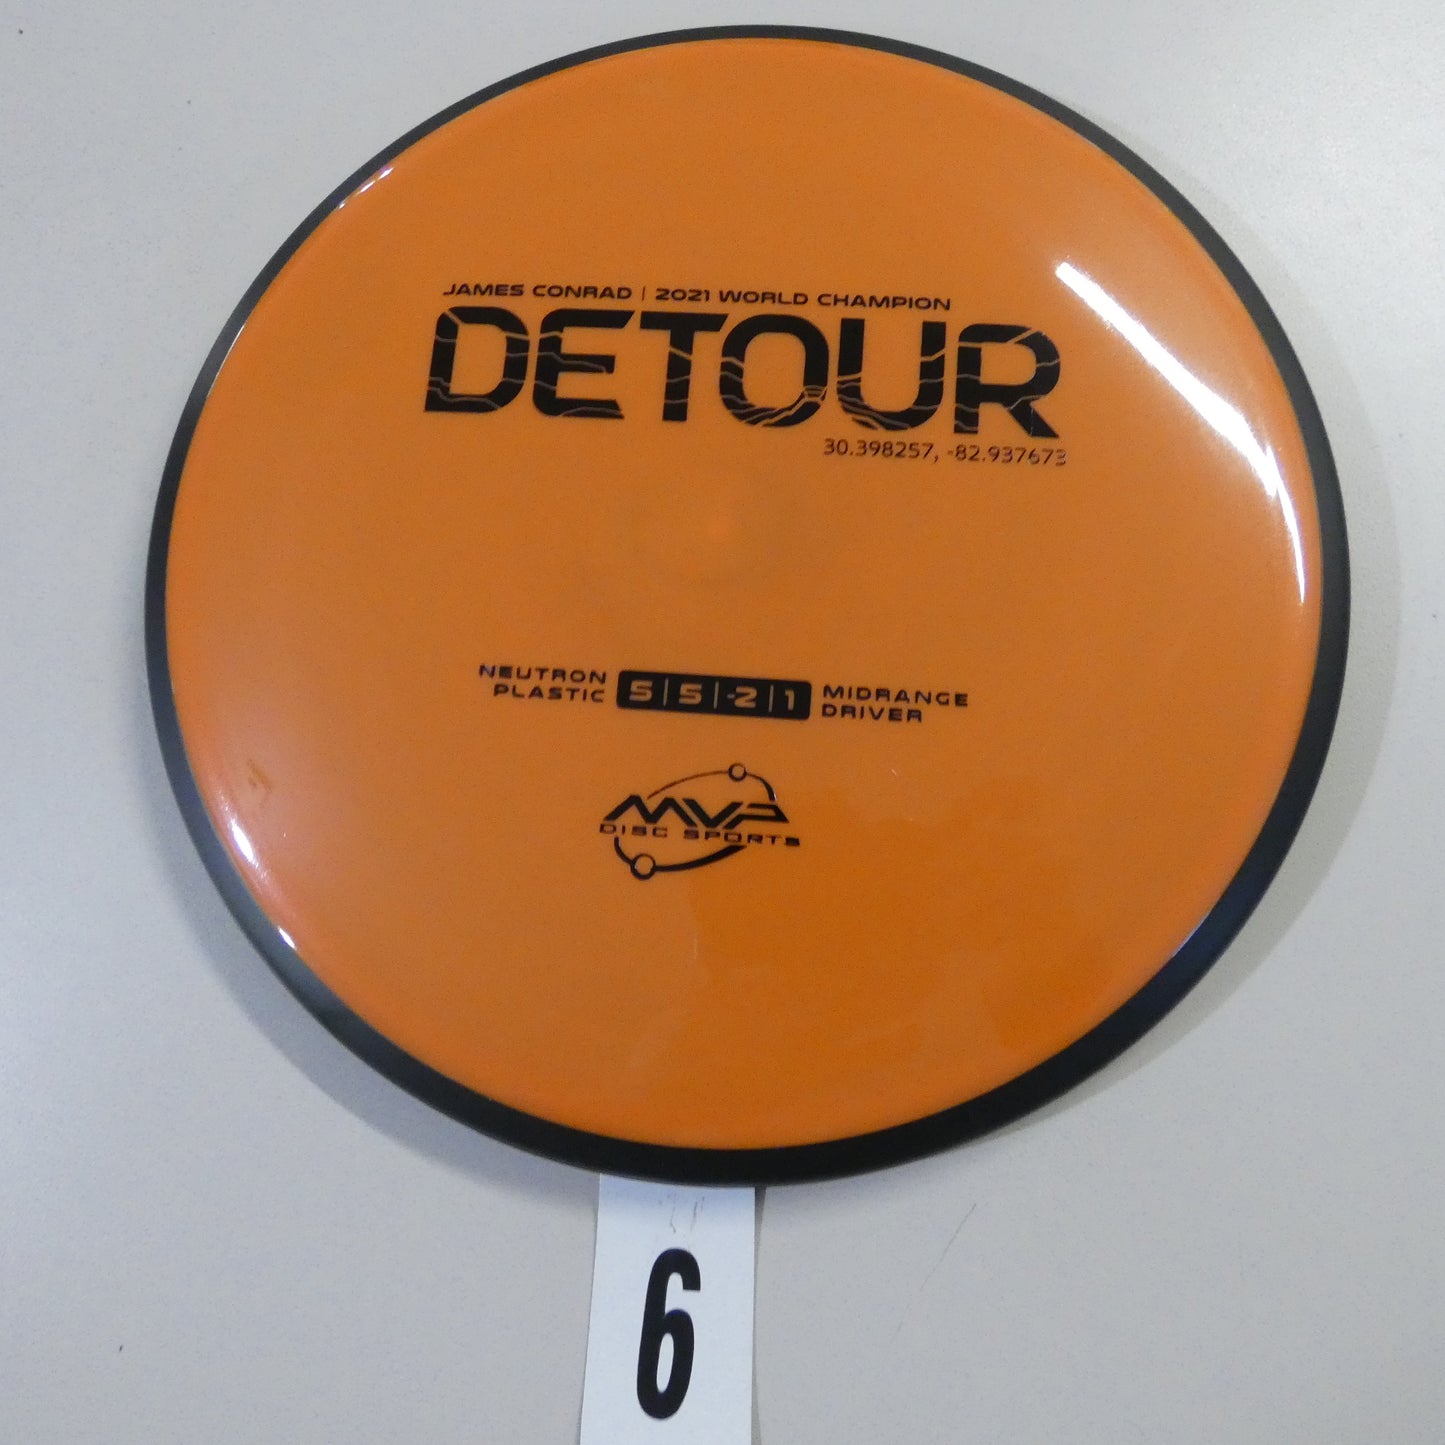 JAMES CONRAD | 2021 WORLD CHAMPION
DETOUR
30.398257, -82.937673
NEUTRON
PLASTIC
5 | 5 | -2 | 1
MIDRANGE
DRIVER
MVP
DISC SPORTS
6